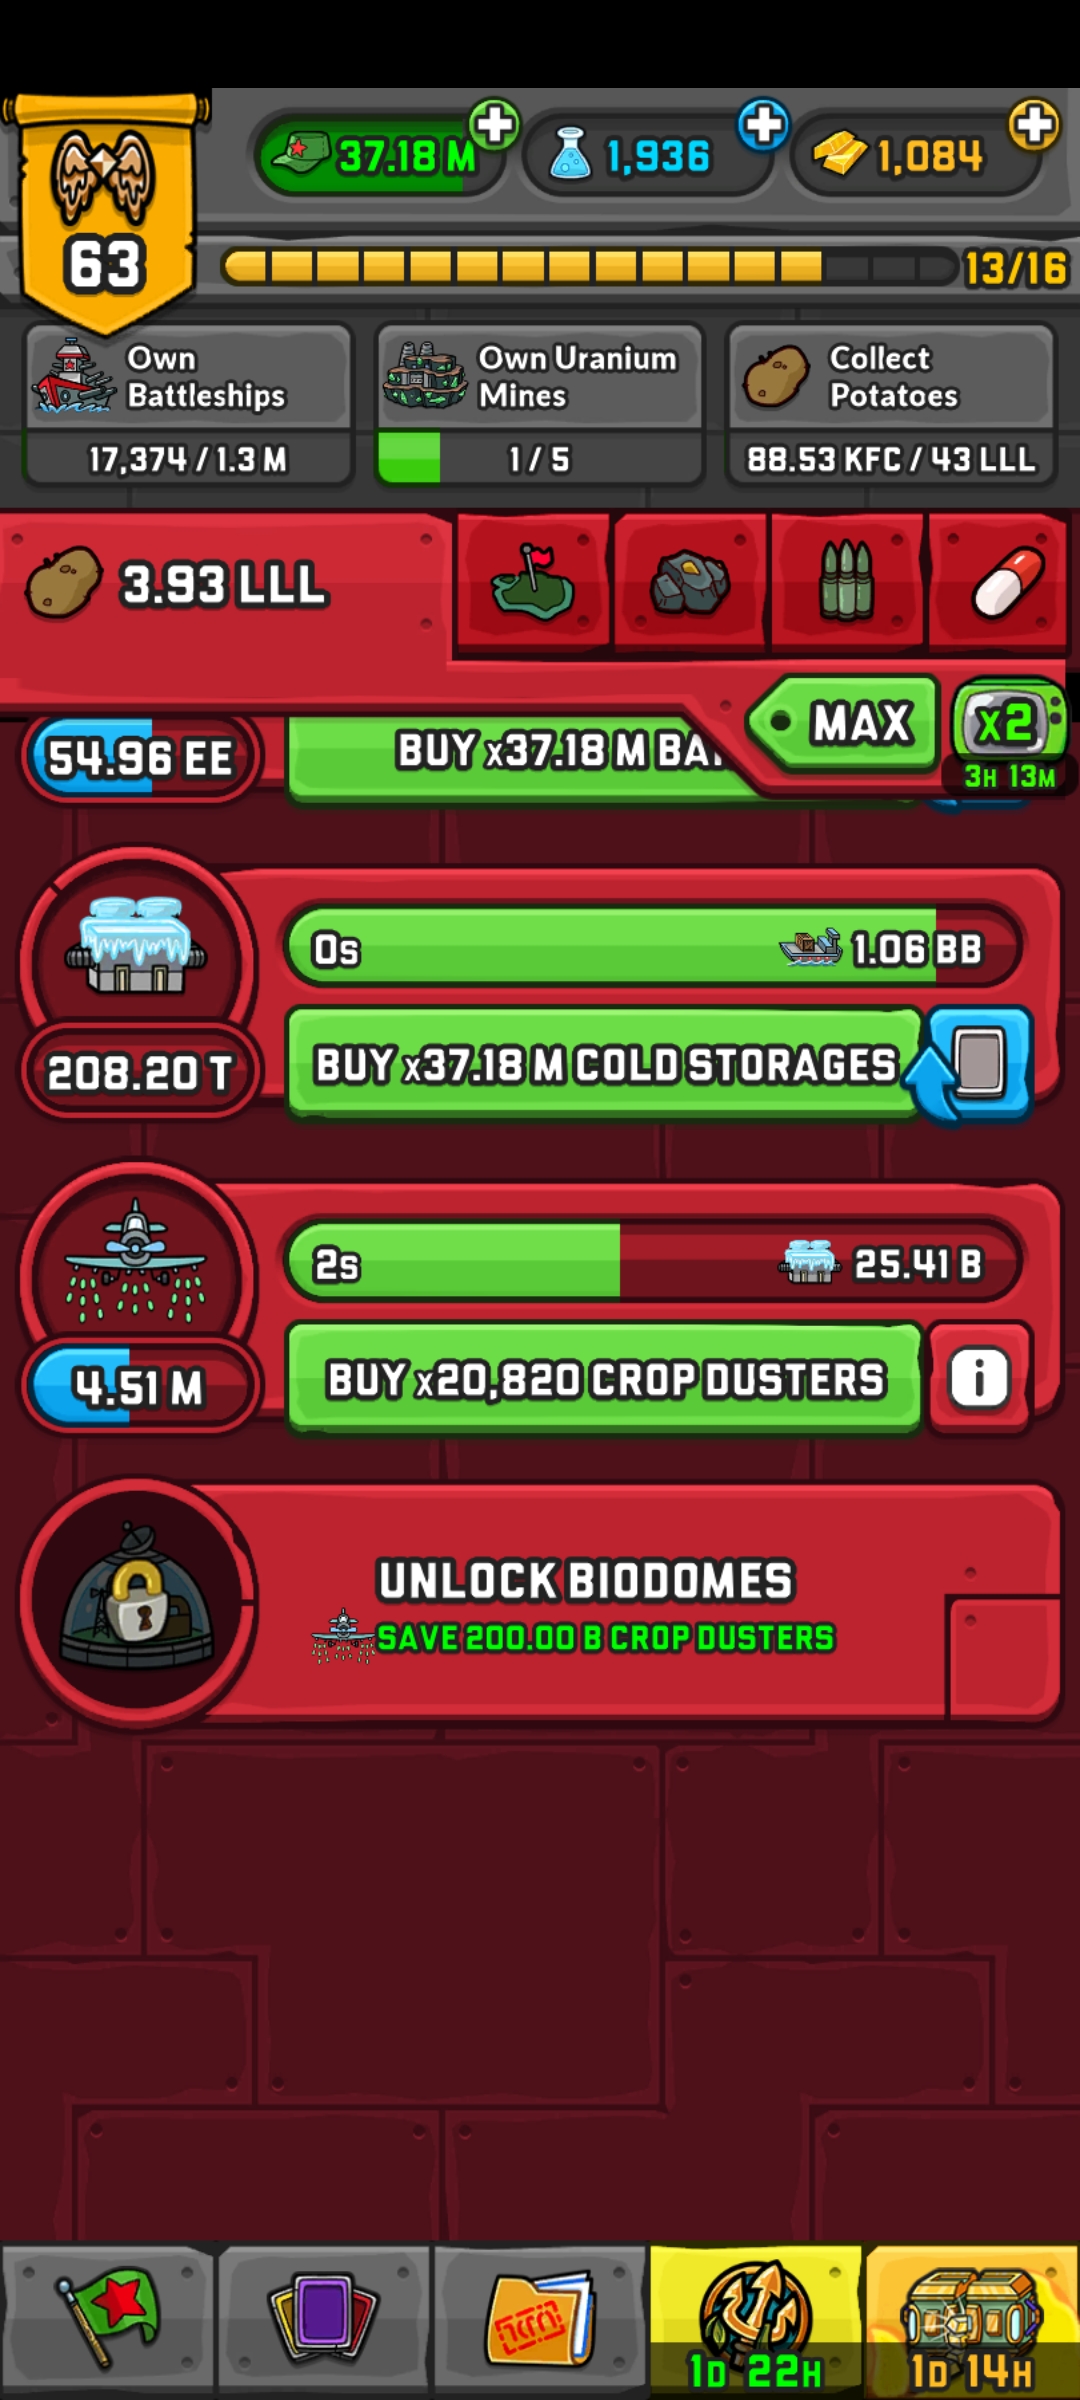 37.18 M
1,936
1,084
63
13/16
Own
Battleships
17,374 / 1.3 M
Own Uranium
Mines
1 / 5
Collect
Potatoes
88.53 KFC / 43 LLL
3.93 LLL
MAX
x2
3H 13M
54.96 EE
BUY x37.18 M
0s
1.06 BB
208.20 T
BUY x37.18 M COLD STORAGES
2s
25.41 B
4.51 M
BUY x20,820 CROP DUSTERS
i
UNLOCK BIODOMES
SAVE 200.00 B CROP DUSTERS
1D 22H
1D 14H